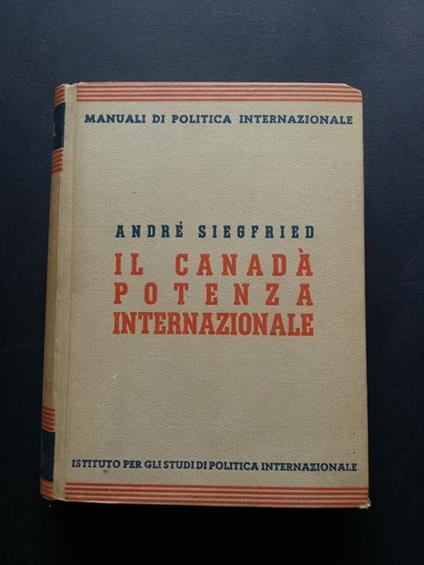 MANUALI DI POLITICA INTERNAZIONALE
ANDRÉ SIEGFRIED
IL CANADÀ
POTENZA
INTERNAZIONALE
ISTITUTO PER GLI STUDI DI POLITICA INTERNAZIONALE